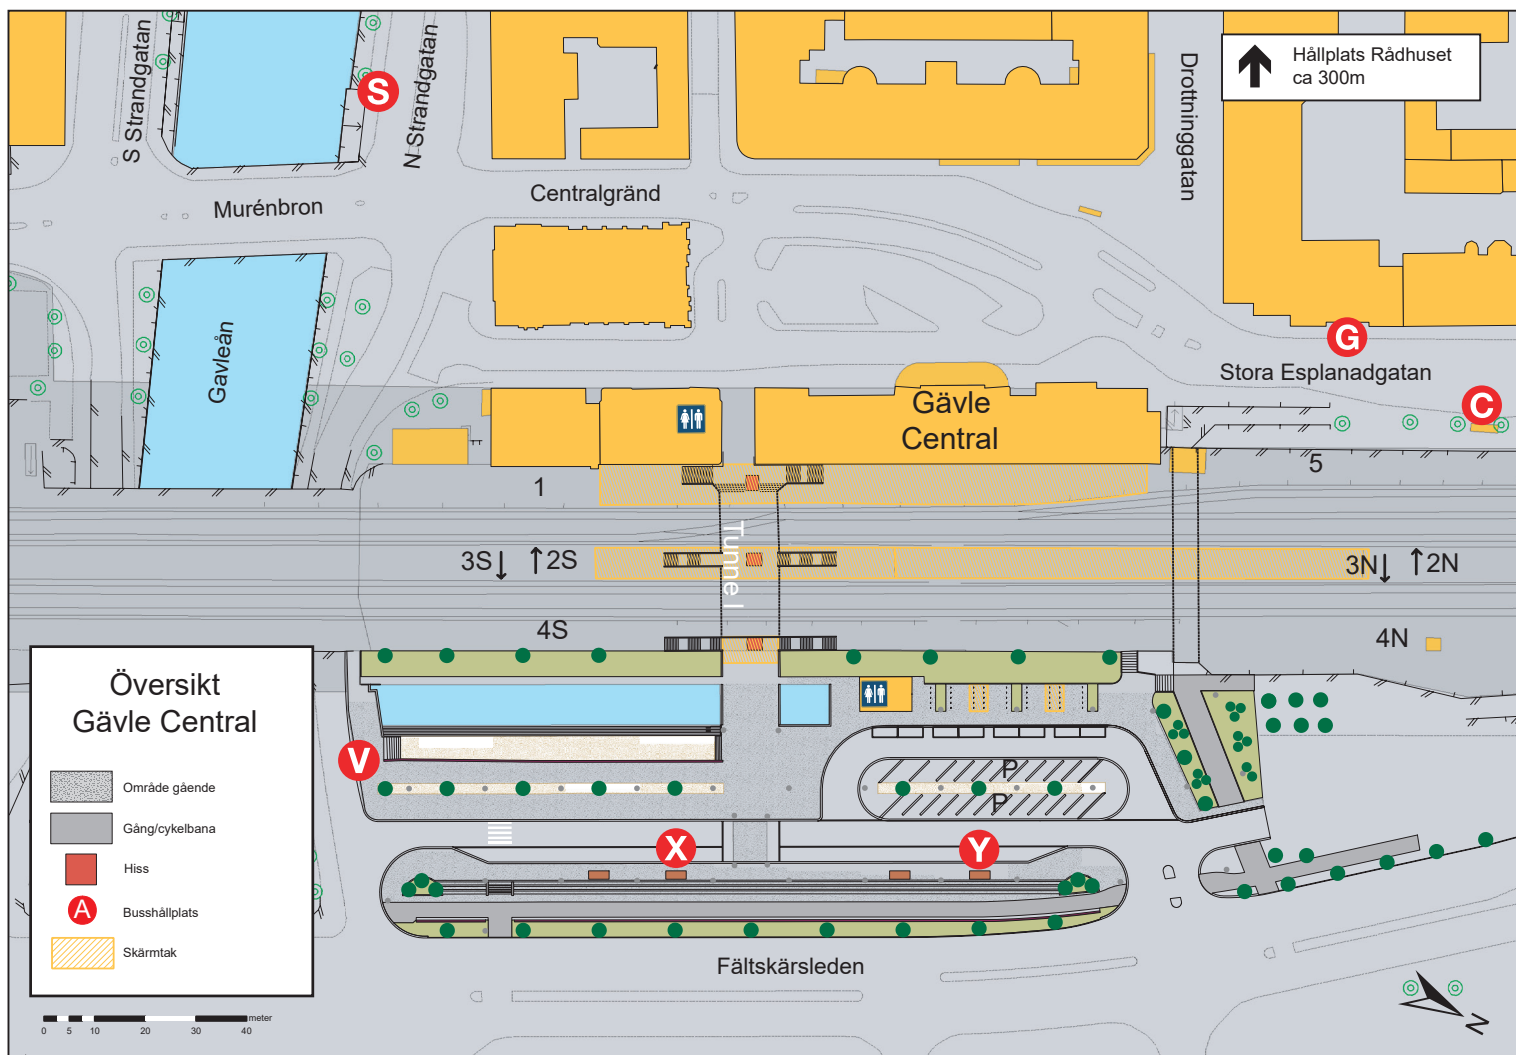 S Strandgatan
S
N Strandgatan
Drottninggatan
Hållplats Rådhuset
ca 300m
Murénbron
Centralgränd
Gavleån
G
Stora Esplanadgatan
C
Gävle
Central
1
5
Tunnel
3S
2S
3N
2N
4S
4N
Översikt
Gävle Central
Område gående
Gång/cykelbana
Hiss
A
Busshållplats
Skärmtak
V
P
P
X
Y
Fältskärsleden
meter
0 5 10 20 30 40
N